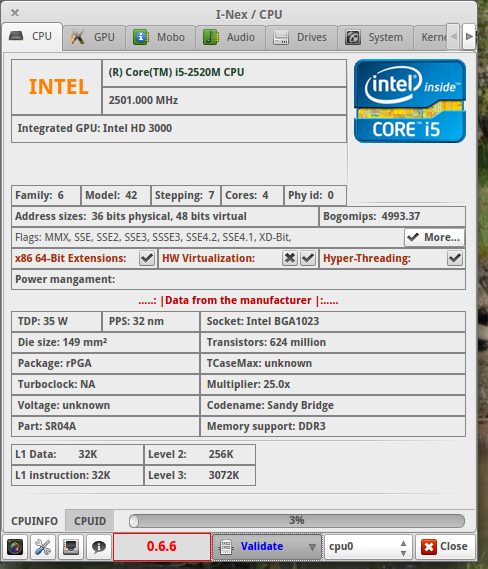 I-Nex / CPU
CPU GPU Mobo Audio Drives System Kerne
INTEL
(R) Core(TM) i5-2520M CPU
2501.000 MHz
Integrated GPU: Intel HD 3000
intel inside™
CORE™ i5
Family: 6 Model: 42 Stepping: 7 Cores: 4 Phy id: 0
Address sizes: 36 bits physical, 48 bits virtual Bogomips: 4993.37
Flags: MMX, SSE, SSE2, SSE3, SSSE3, SSE4.2, SSE4.1, XD-Bit, More...
x86 64-Bit Extensions: HW Virtualization: Hyper-Threading:
Power mangament:
.....: |Data from the manufacturer |:.....
TDP: 35 W PPS: 32 nm Socket: Intel BGA1023
Die size: 149 mm² Transistors: 624 million
Package: rPGA TCaseMax: unknown
Turboclock: NA Multiplier: 25.0x
Voltage: unknown Codename: Sandy Bridge
Part: SR04A Memory support: DDR3
L1 Data: 32K Level 2: 256K
L1 instruction: 32K Level 3: 3072K
CPUINFO CPUID 3%
0.6.6 Validate cpu0 Close